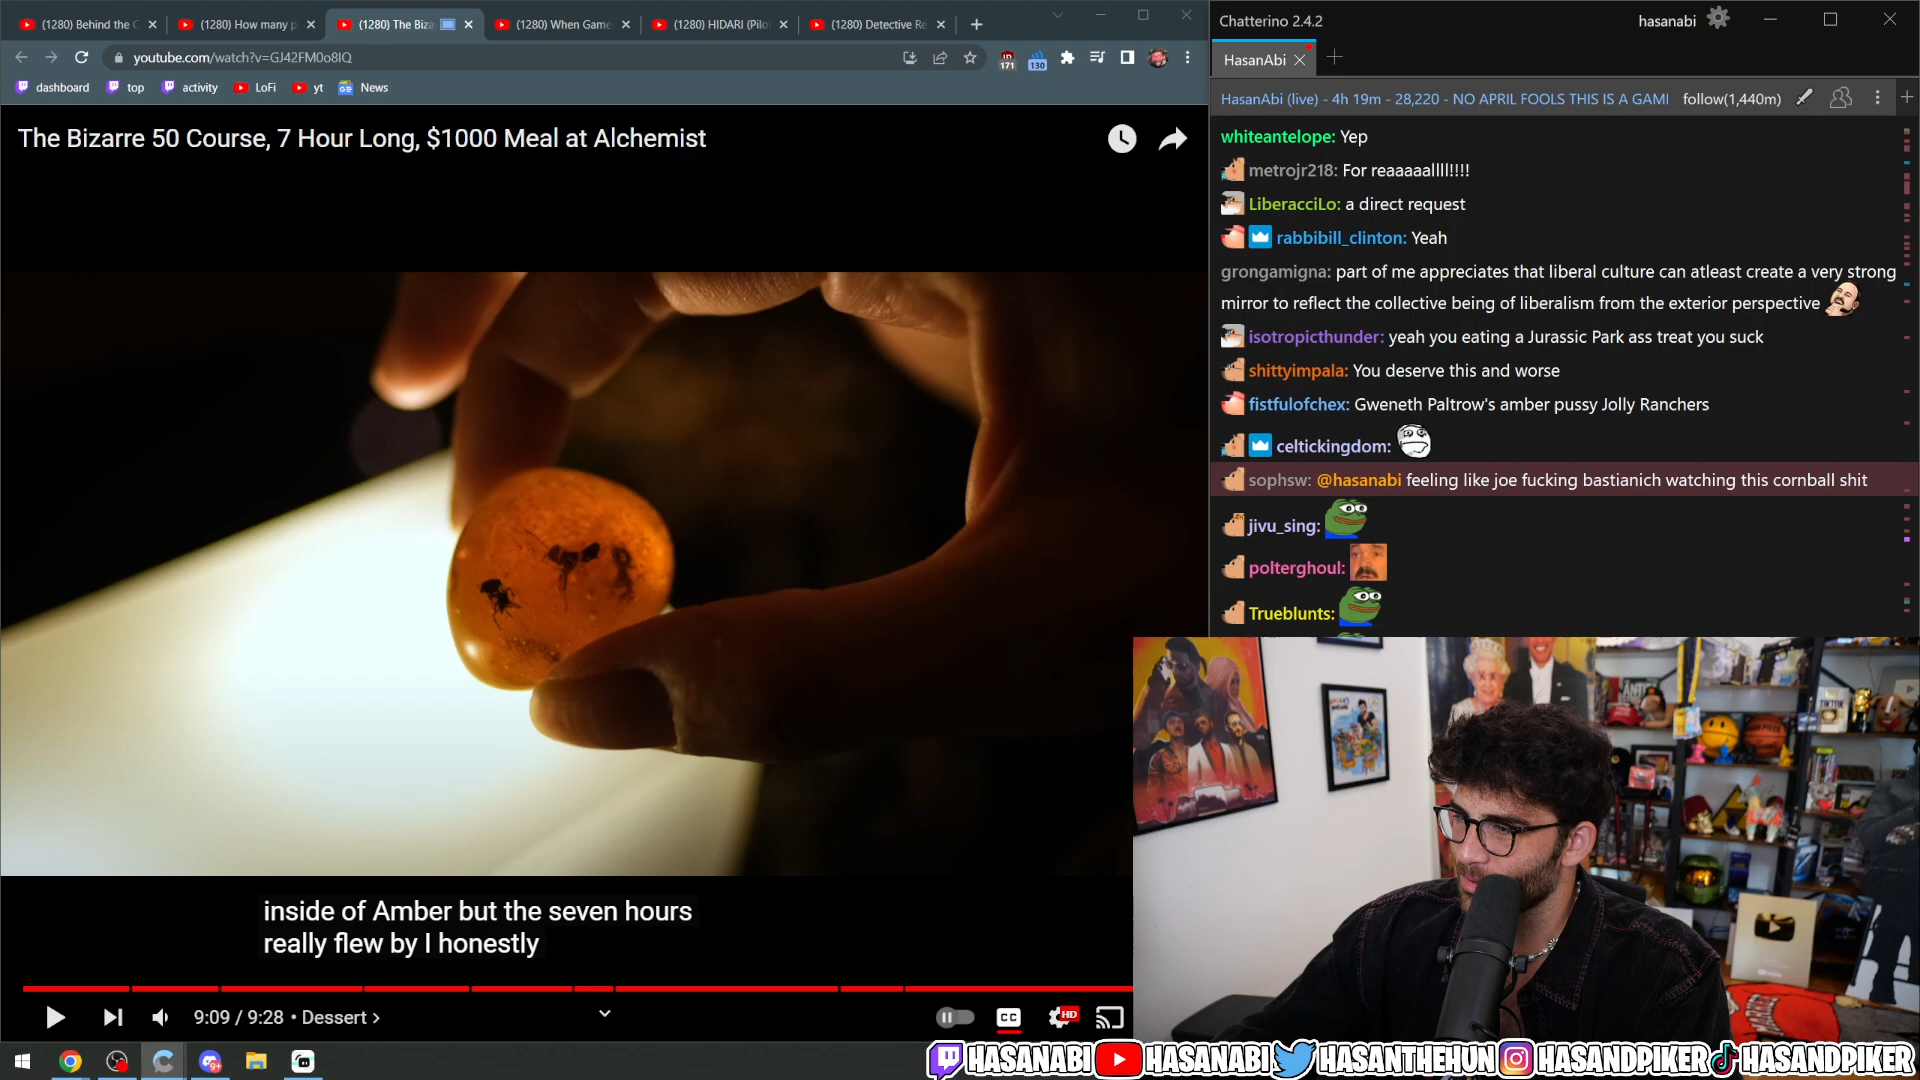 (1280) Behind the C
(1280) How many p
(1280) The Biza
(1280) When Game
(1280) HIDARI (Pilo
(1280) Detective Re
youtube.com/watch?v=GJ42FM0o8IQ
171
130
dashboard
top
activity
LoFi
yt
News
The Bizarre 50 Course, 7 Hour Long, $1000 Meal at Alchemist
inside of Amber but the seven hours
really flew by I honestly
9:09 / 9:28 • Dessert >
CC
HD
Chatterino 2.4.2
hasanabi
HasanAbi
HasanAbi (live) - 4h 19m - 28,220 - NO APRIL FOOLS THIS IS A GAMI
follow(1,440m)
whiteantelope: Yep
metrojr218: For reaaaaallll!!!!
LiberacciLo: a direct request
rabbibill_clinton: Yeah
grongamigna: part of me appreciates that liberal culture can atleast create a very strong
mirror to reflect the collective being of liberalism from the exterior perspective
isotropicthunder: yeah you eating a Jurassic Park ass treat you suck
shittyimpala: You deserve this and worse
fistfulofchex: Gweneth Paltrow's amber pussy Jolly Ranchers
celtickingdom:
sophsw: @hasanabi feeling like joe fucking bastianich watching this cornball shit
jivu_sing:
polterghoul:
Trueblunts:
TIKTOK
HASANABI
HASANABI
HASANTHEHUN
HASANDPIKER
HASANDPIKER